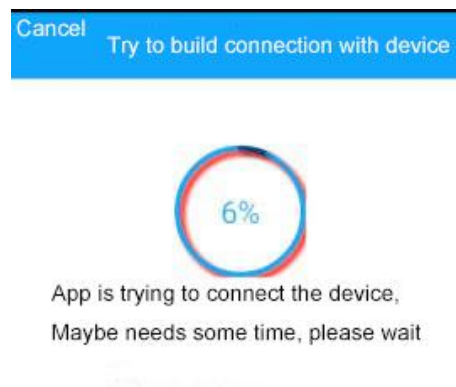 Cancel
Try to build connection with device
6%
App is trying to connect the device,
Maybe needs some time, please wait